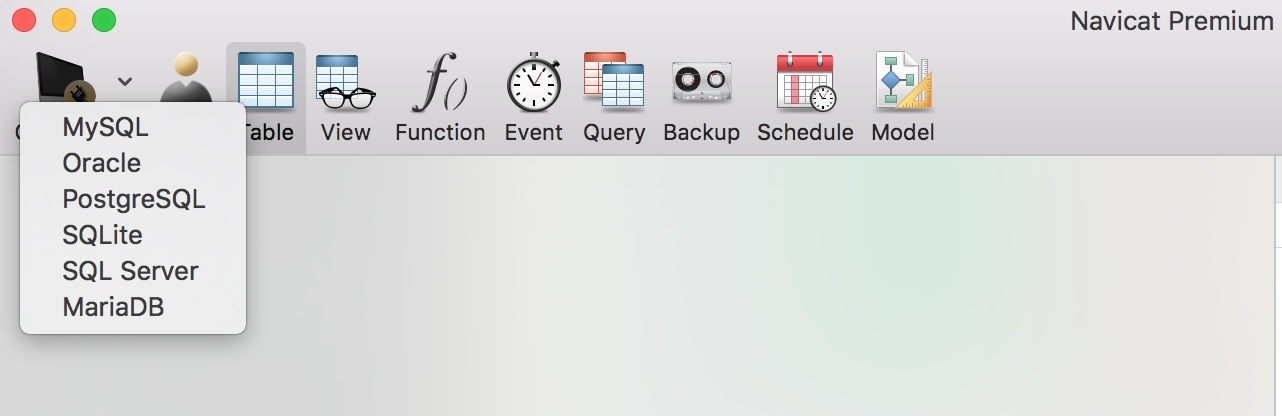 Navicat Premium
Table
View
Function
Event
Query
Backup
Schedule
Model
MySQL
Oracle
PostgreSQL
SQLite
SQL Server
MariaDB